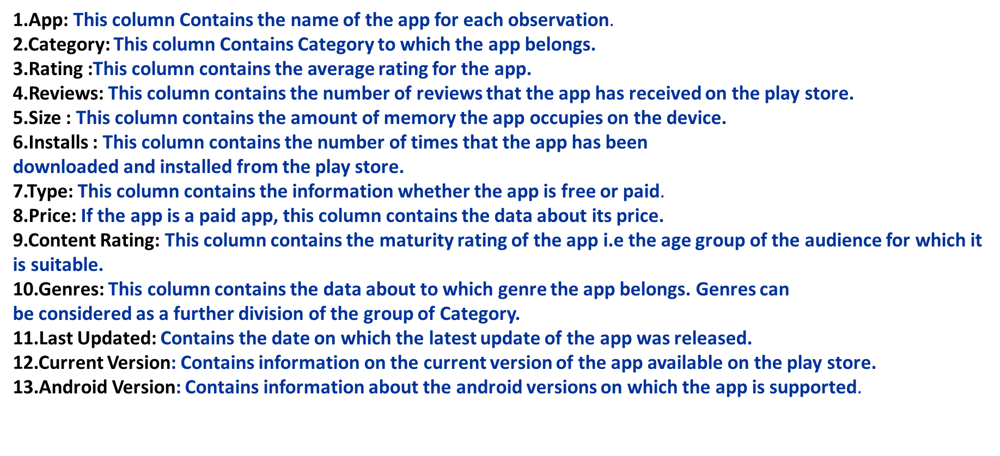 1.App: This column Contains the name of the app for each observation.
2.Category: This column Contains Category to which the app belongs.
3.Rating :This column contains the average rating for the app.
4.Reviews: This column contains the number of reviews that the app has received on the play store.
5.Size : This column contains the amount of memory the app occupies on the device.
6.Installs : This column contains the number of times that the app has been
downloaded and installed from the play store.
7.Type: This column contains the information whether the app is free or paid.
8.Price: If the app is a paid app, this column contains the data about its price.
9.Content Rating: This column contains the maturity rating of the app i.e the age group of the audience for which it
is suitable.
10.Genres: This column contains the data about to which genre the app belongs. Genres can
be considered as a further division of the group of Category.
11.Last Updated: Contains the date on which the latest update of the app was released.
12.Current Version: Contains information on the current version of the app available on the play store.
13.Android Version: Contains information about the android versions on which the app is supported.